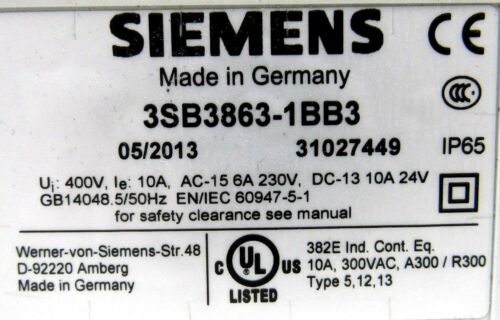 SIEMENS CE
Made in Germany
3SB3863-1BB3 CCC
05/2013 31027449 IP65
Ui: 400V, Ie: 10A, AC-15 6A 230V, DC-13 10A 24V
GB14048.5/50Hz EN/IEC 60947-5-1
for safety clearance see manual
Werner-von-Siemens-Str.48
D-92220 Amberg
Made in Germany
C UL US
LISTED
382E Ind. Cont. Eq.
10A, 300VAC, A300 / R300
Type 5,12,13